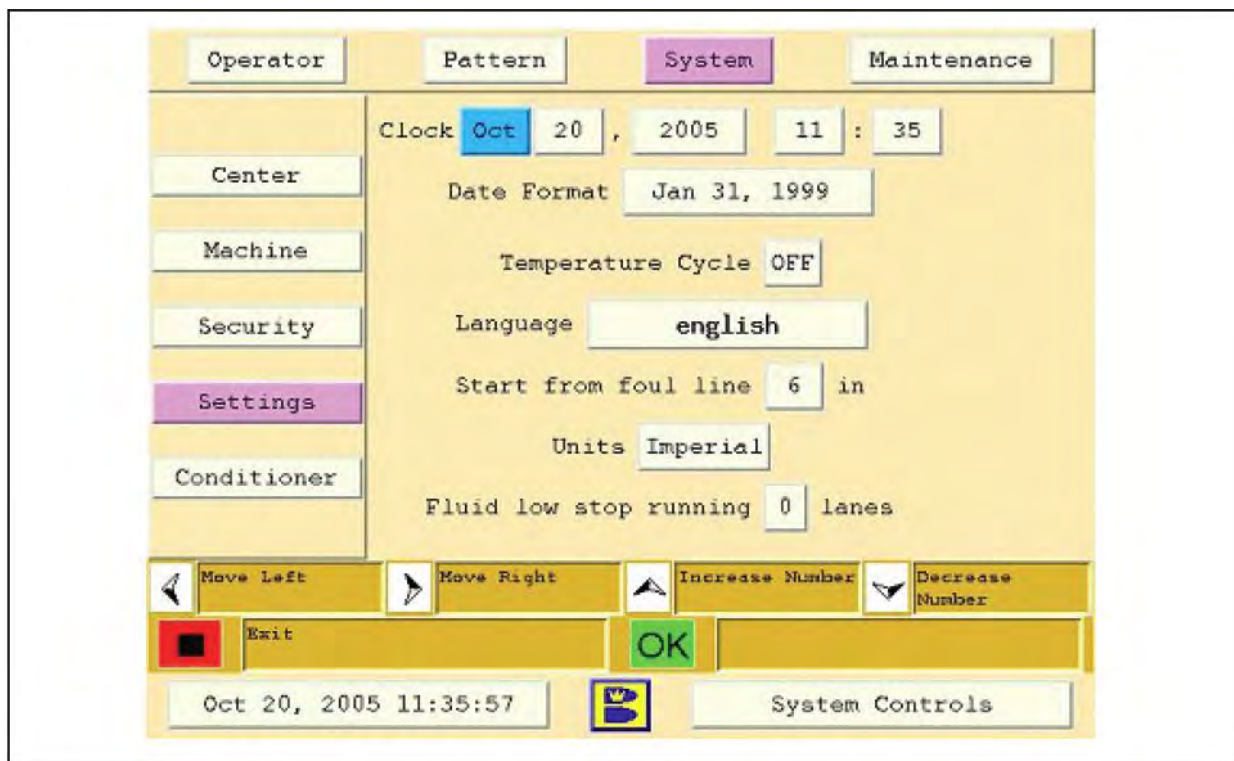 Operator Pattern System Maintenance
Clock Oct 20 , 2005 11 : 35
Center
Date Format Jan 31, 1999
Machine
Temperature Cycle OFF
Security
Language english
Settings
Start from foul line 6 in
Units Imperial
Conditioner
Fluid low stop running 0 lanes
Move Left Move Right Increase Number Decrease
Number
Exit OK
Oct 20, 2005 11:35:57 System Controls